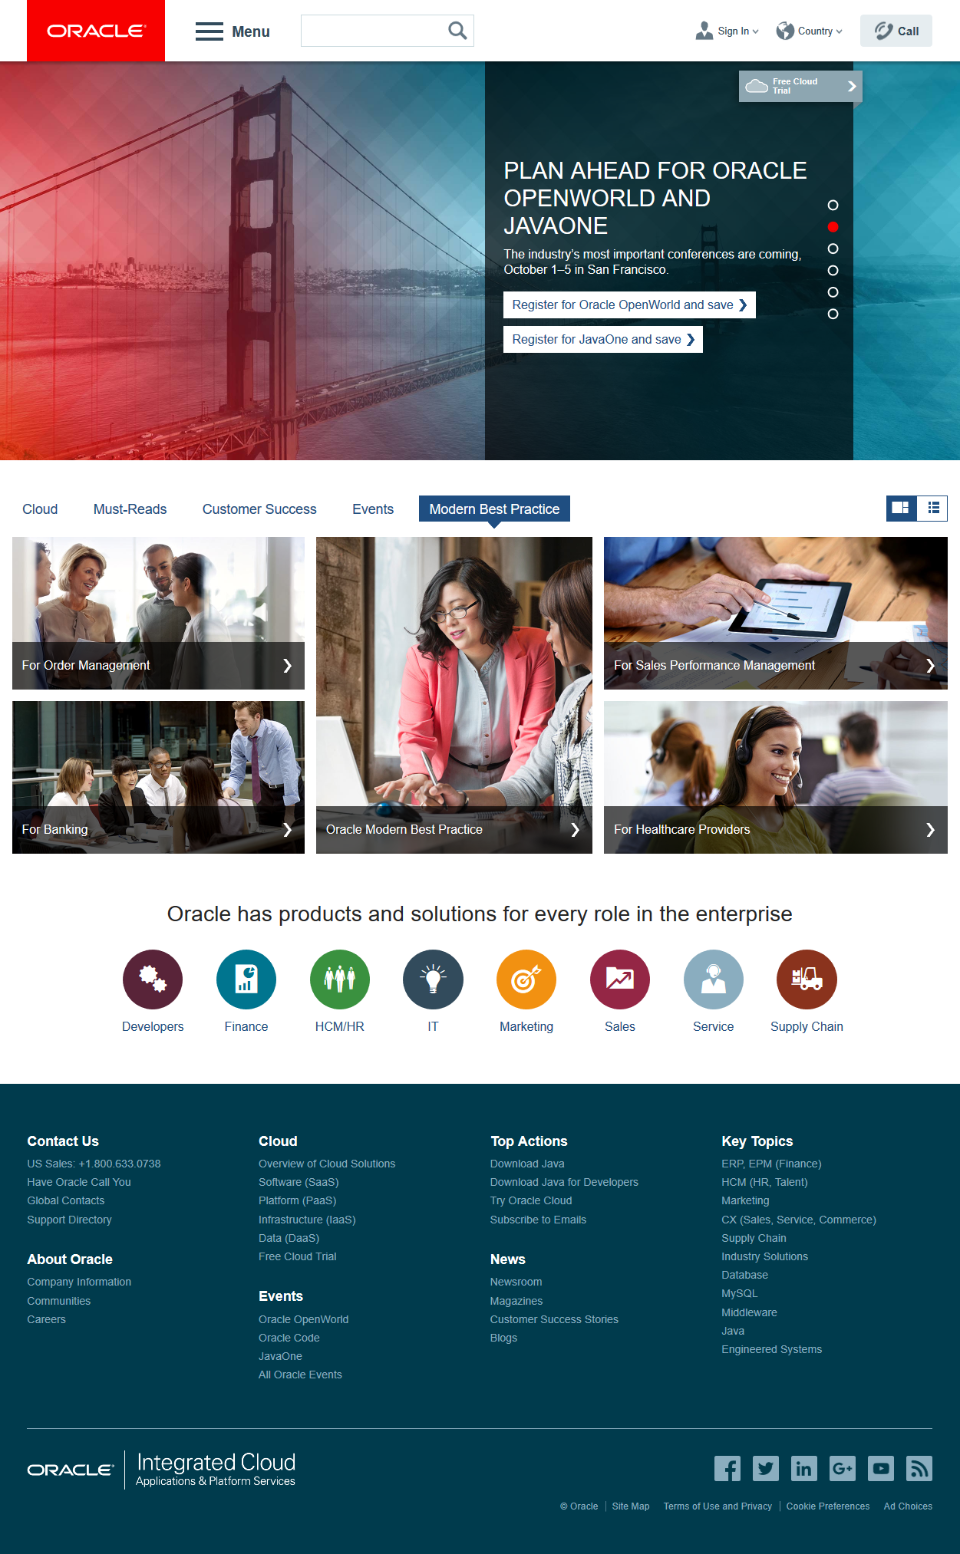 ORACLE
Menu
Sign In
Country
Call
Free Cloud
Trial
PLAN AHEAD FOR ORACLE
OPENWORLD AND
JAVAONE
The industry's most important conferences are coming,
October 1–5 in San Francisco.
Register for Oracle OpenWorld and save
Register for JavaOne and save
Cloud
Must-Reads
Customer Success
Events
Modern Best Practice
For Order Management
For Sales Performance Management
For Banking
Oracle Modern Best Practice
For Healthcare Providers
Oracle has products and solutions for every role in the enterprise
Developers
Finance
HCM/HR
IT
Marketing
Sales
Service
Supply Chain
Contact Us
US Sales: +1.800.633.0738
Have Oracle Call You
Global Contacts
Support Directory
About Oracle
Company Information
Communities
Careers
Cloud
Overview of Cloud Solutions
Software (SaaS)
Platform (PaaS)
Infrastructure (IaaS)
Data (DaaS)
Free Cloud Trial
Events
Oracle OpenWorld
Oracle Code
JavaOne
All Oracle Events
Top Actions
Download Java
Download Java for Developers
Try Oracle Cloud
Subscribe to Emails
News
Newsroom
Magazines
Customer Success Stories
Blogs
Key Topics
ERP, EPM (Finance)
HCM (HR, Talent)
Marketing
CX (Sales, Service, Commerce)
Supply Chain
Industry Solutions
Database
MySQL
Middleware
Java
Engineered Systems
ORACLE
Integrated Cloud
Applications & Platform Services
© Oracle
Site Map
Terms of Use and Privacy
Cookie Preferences
Ad Choices